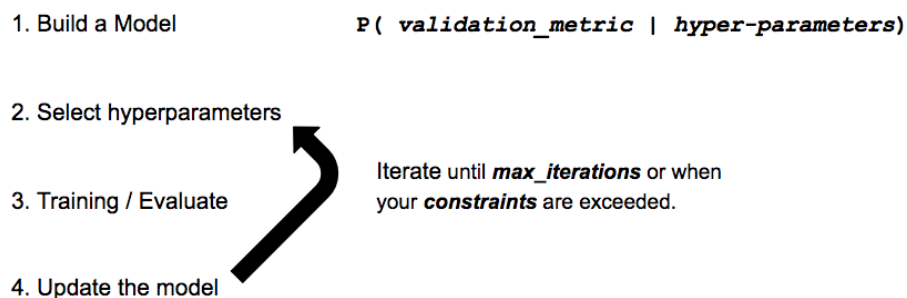 1. Build a Model
P( validation_metric | hyper-parameters)
2. Select hyperparameters
3. Training / Evaluate
Iterate until max_iterations or when
your constraints are exceeded.
4. Update the model